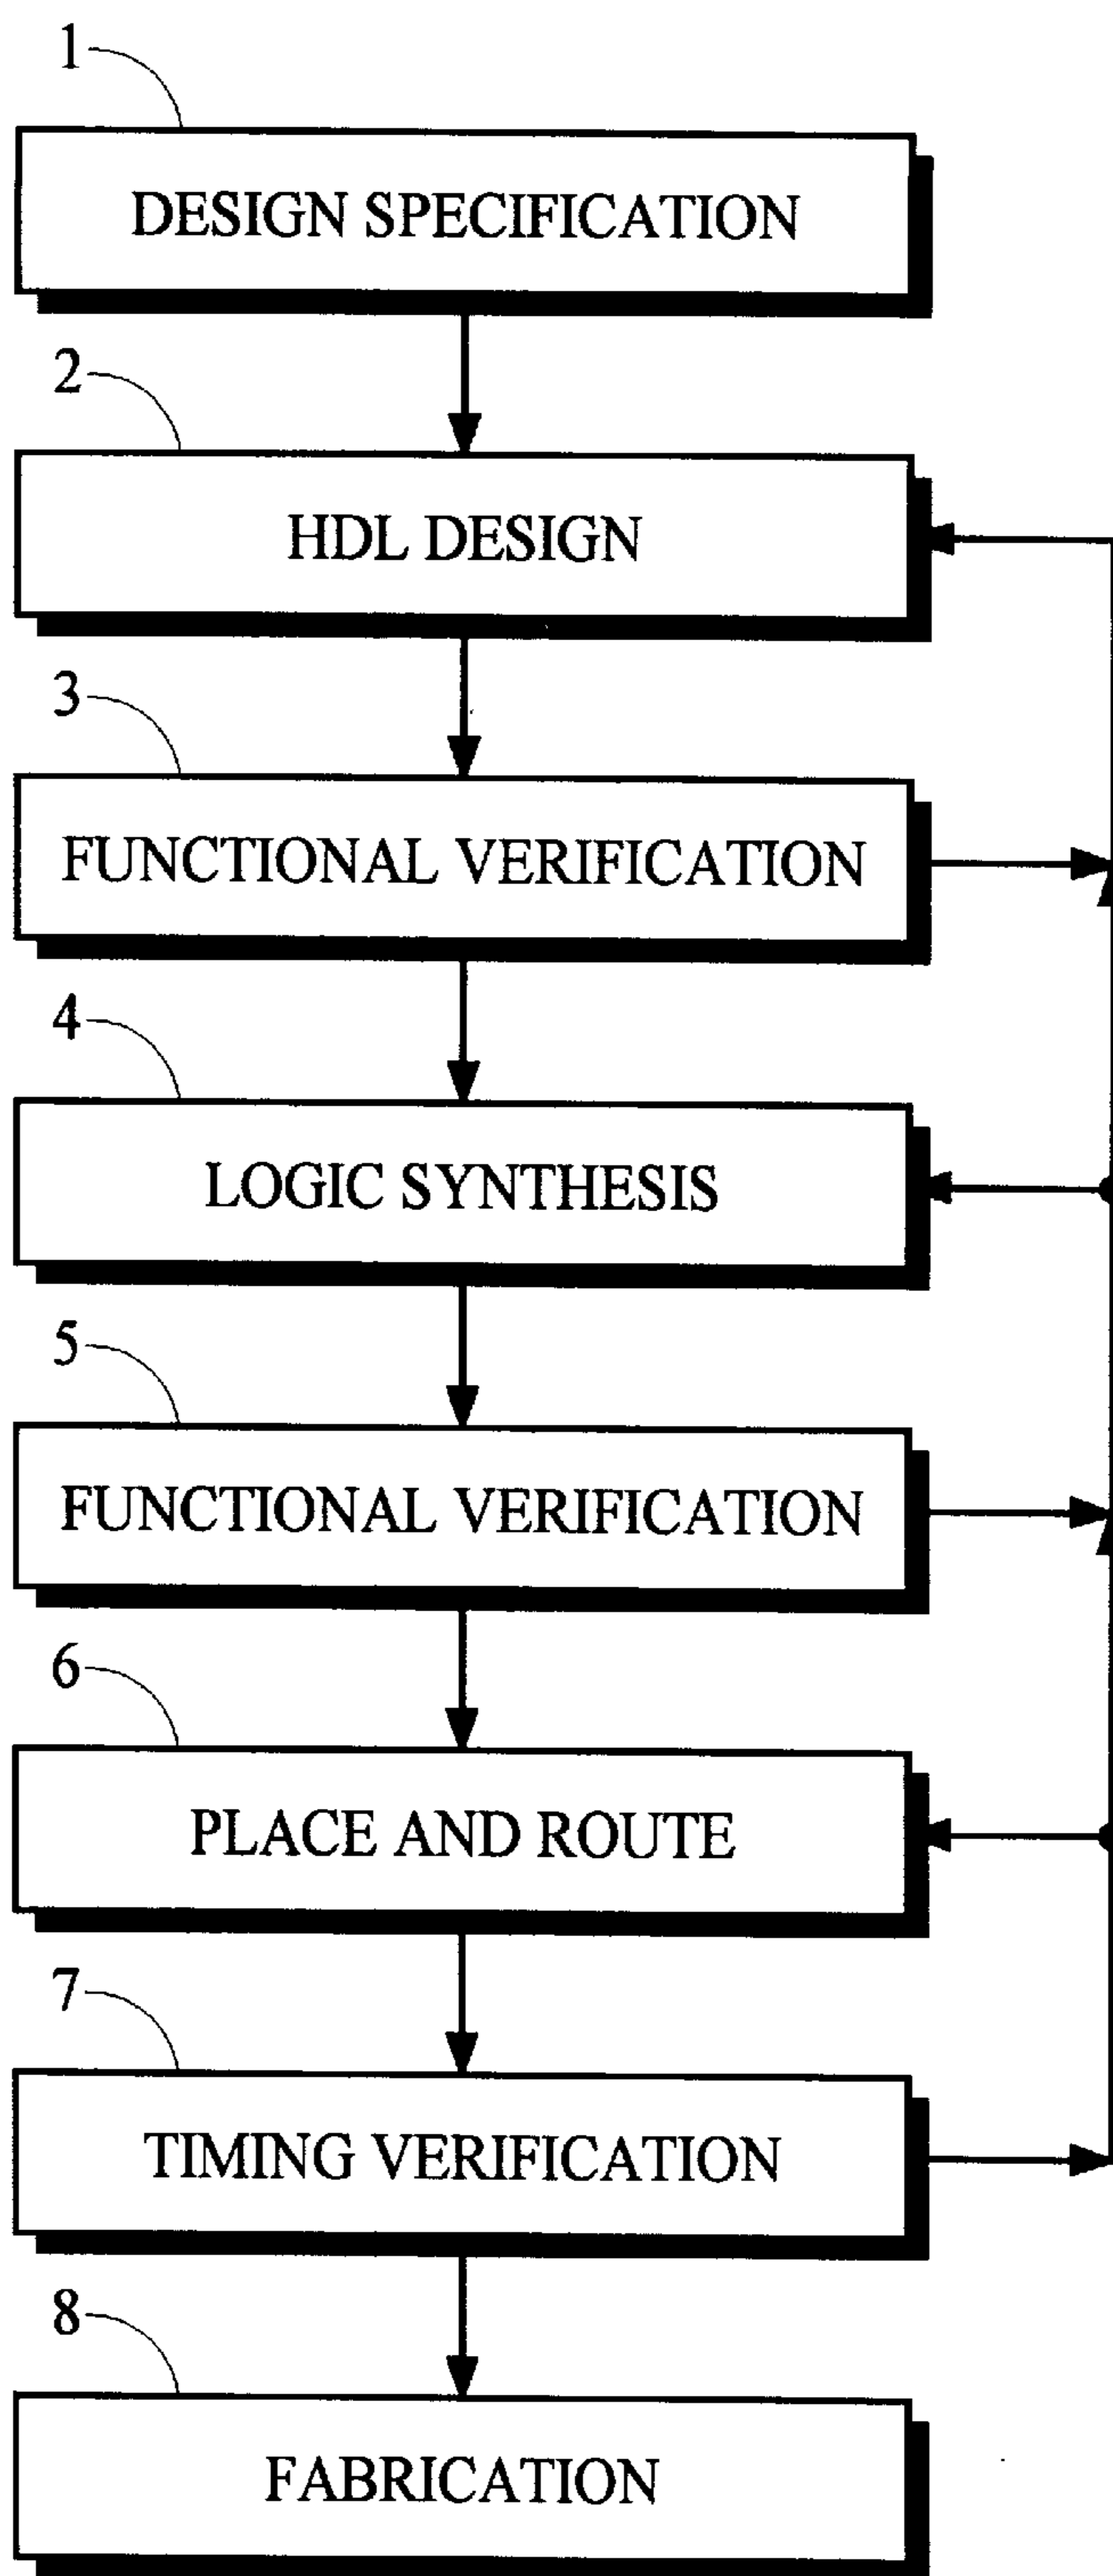 1
DESIGN SPECIFICATION
2
HDL DESIGN
3
FUNCTIONAL VERIFICATION
4
LOGIC SYNTHESIS
5
FUNCTIONAL VERIFICATION
6
PLACE AND ROUTE
7
TIMING VERIFICATION
8
FABRICATION